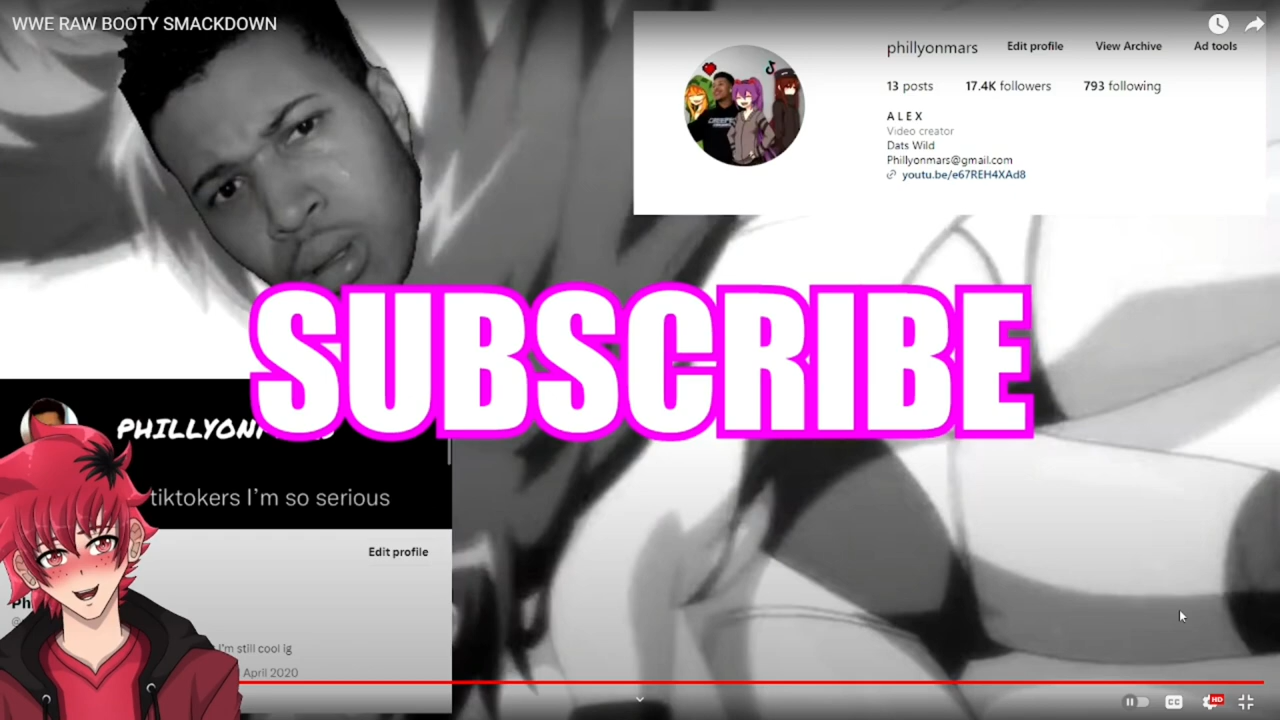 WWE RAW BOOTY SMACKDOWN
phillyonmars Edit profile View Archive Ad tools
13 posts 17.4K followers 793 following
A L E X
Video creator
Dats Wild
Phillyonmars@gmail.com
youtu.be/e67REH4XAd8
SUBSCRIBE
tiktokers I'm so serious
Edit profile
I'm still cool ig
April 2020
CC
HD